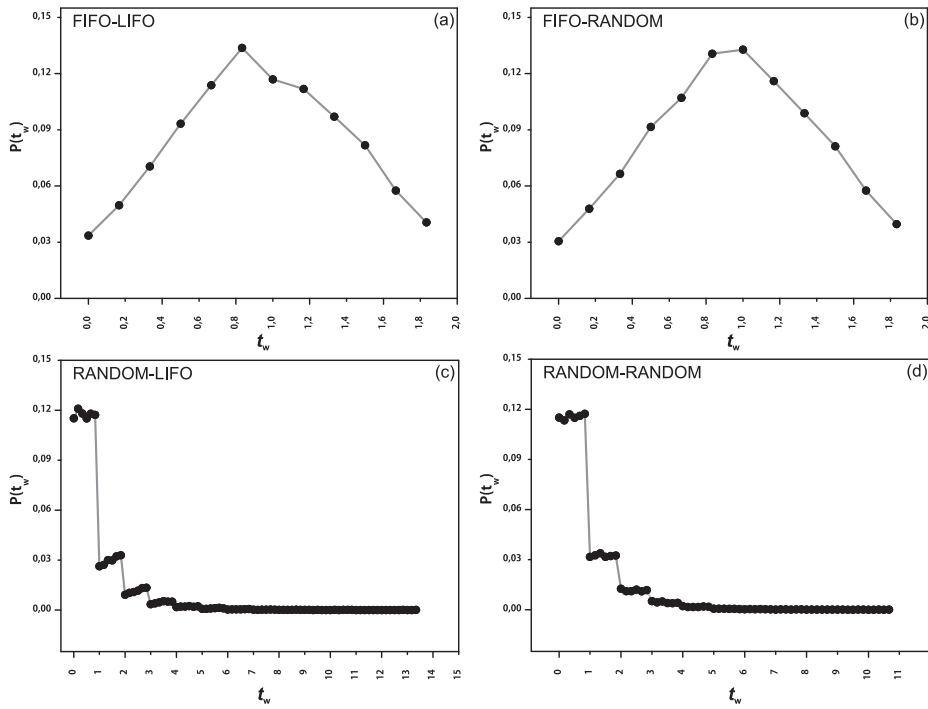 FIFO-LIFO (a)
0,15
0,12
0,09
0,06
0,03
0,00
P(t_w)
0,0 0,2 0,4 0,6 0,8 1,0 1,2 1,4 1,6 1,8 2,0
t_w
FIFO-RANDOM (b)
0,15
0,12
0,09
0,06
0,03
0,00
P(t_w)
0,0 0,2 0,4 0,6 0,8 1,0 1,2 1,4 1,6 1,8 2,0
t_w
RANDOM-LIFO (c)
0,15
0,12
0,09
0,06
0,03
0,00
P(t_w)
0 1 2 3 4 5 6 7 8 9 10 11 12 13 14 15
t_w
RANDOM-RANDOM (d)
0,15
0,12
0,09
0,06
0,03
0,00
P(t_w)
0 1 2 3 4 5 6 7 8 9 10 11
t_w